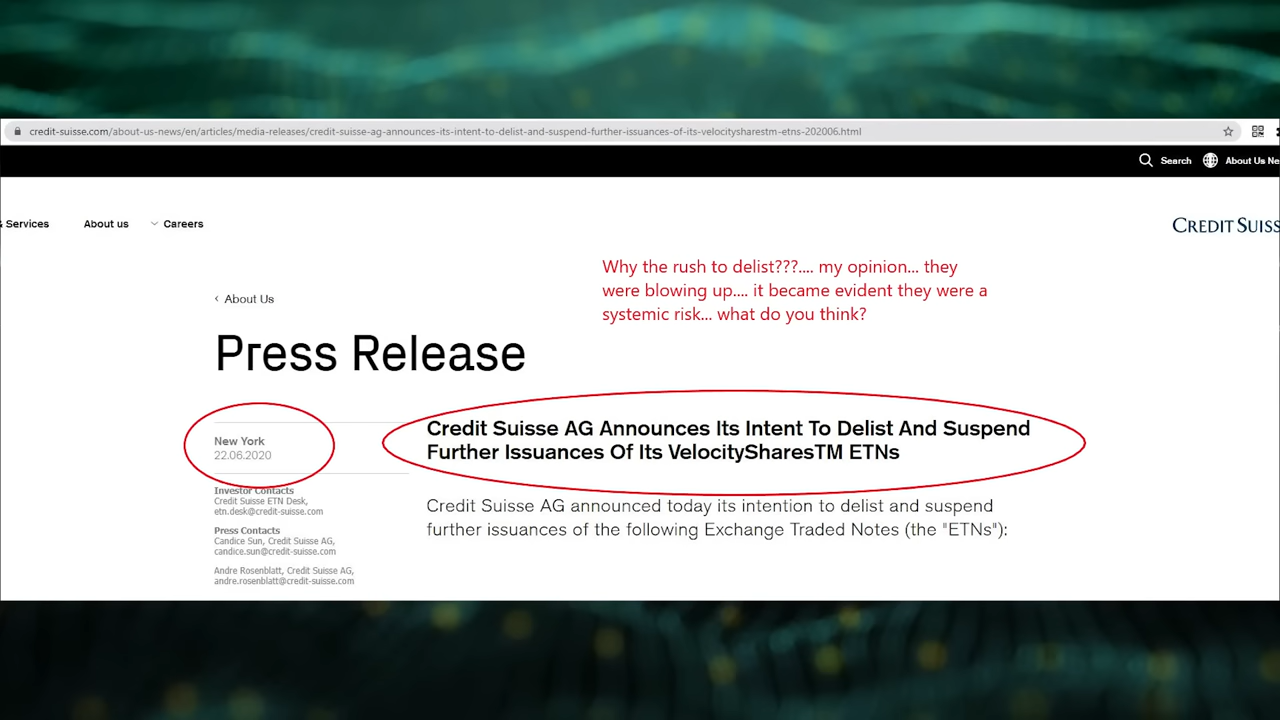 credit-suisse.com/about-us-news/en/articles/media-releases/credit-suisse-ag-announces-its-intent-to-delist-and-suspend-further-issuances-of-its-velocitysharestm-etns-202006.html
Search
About Us Ne
& Services
About us
Careers
CREDIT SUISS
Why the rush to delist???.... my opinion... they
were blowing up.... it became evident they were a
systemic risk... what do you think?
‹ About Us
Press Release
New York
22.06.2020
Credit Suisse AG Announces Its Intent To Delist And Suspend
Further Issuances Of Its VelocitySharesTM ETNs
Investor Contacts
Credit Suisse ETN Desk,
etn.desk@credit-suisse.com
Press Contacts
Candice Sun, Credit Suisse AG,
candice.sun@credit-suisse.com
Andre Rosenblatt, Credit Suisse AG,
andre.rosenblatt@credit-suisse.com
Credit Suisse AG announced today its intention to delist and suspend
further issuances of the following Exchange Traded Notes (the "ETNs"):